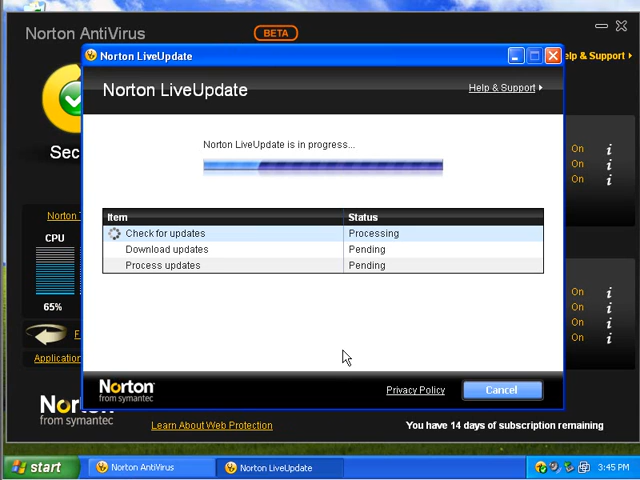 Norton AntiVirus
BETA
Norton LiveUpdate
elp & Support
Norton LiveUpdate
Help & Support
Norton LiveUpdate is in progress...
Sec
On
On
On
Item Status
Check for updates Processing
Download updates Pending
Process updates Pending
Norton
CPU
65%
On
On
On
On
F
Application
Norton
from symantec
Privacy Policy
Cancel
Norton
from symantec
Learn About Web Protection
You have 14 days of subscription remaining
start
Norton AntiVirus
Norton LiveUpdate
3:45 PM